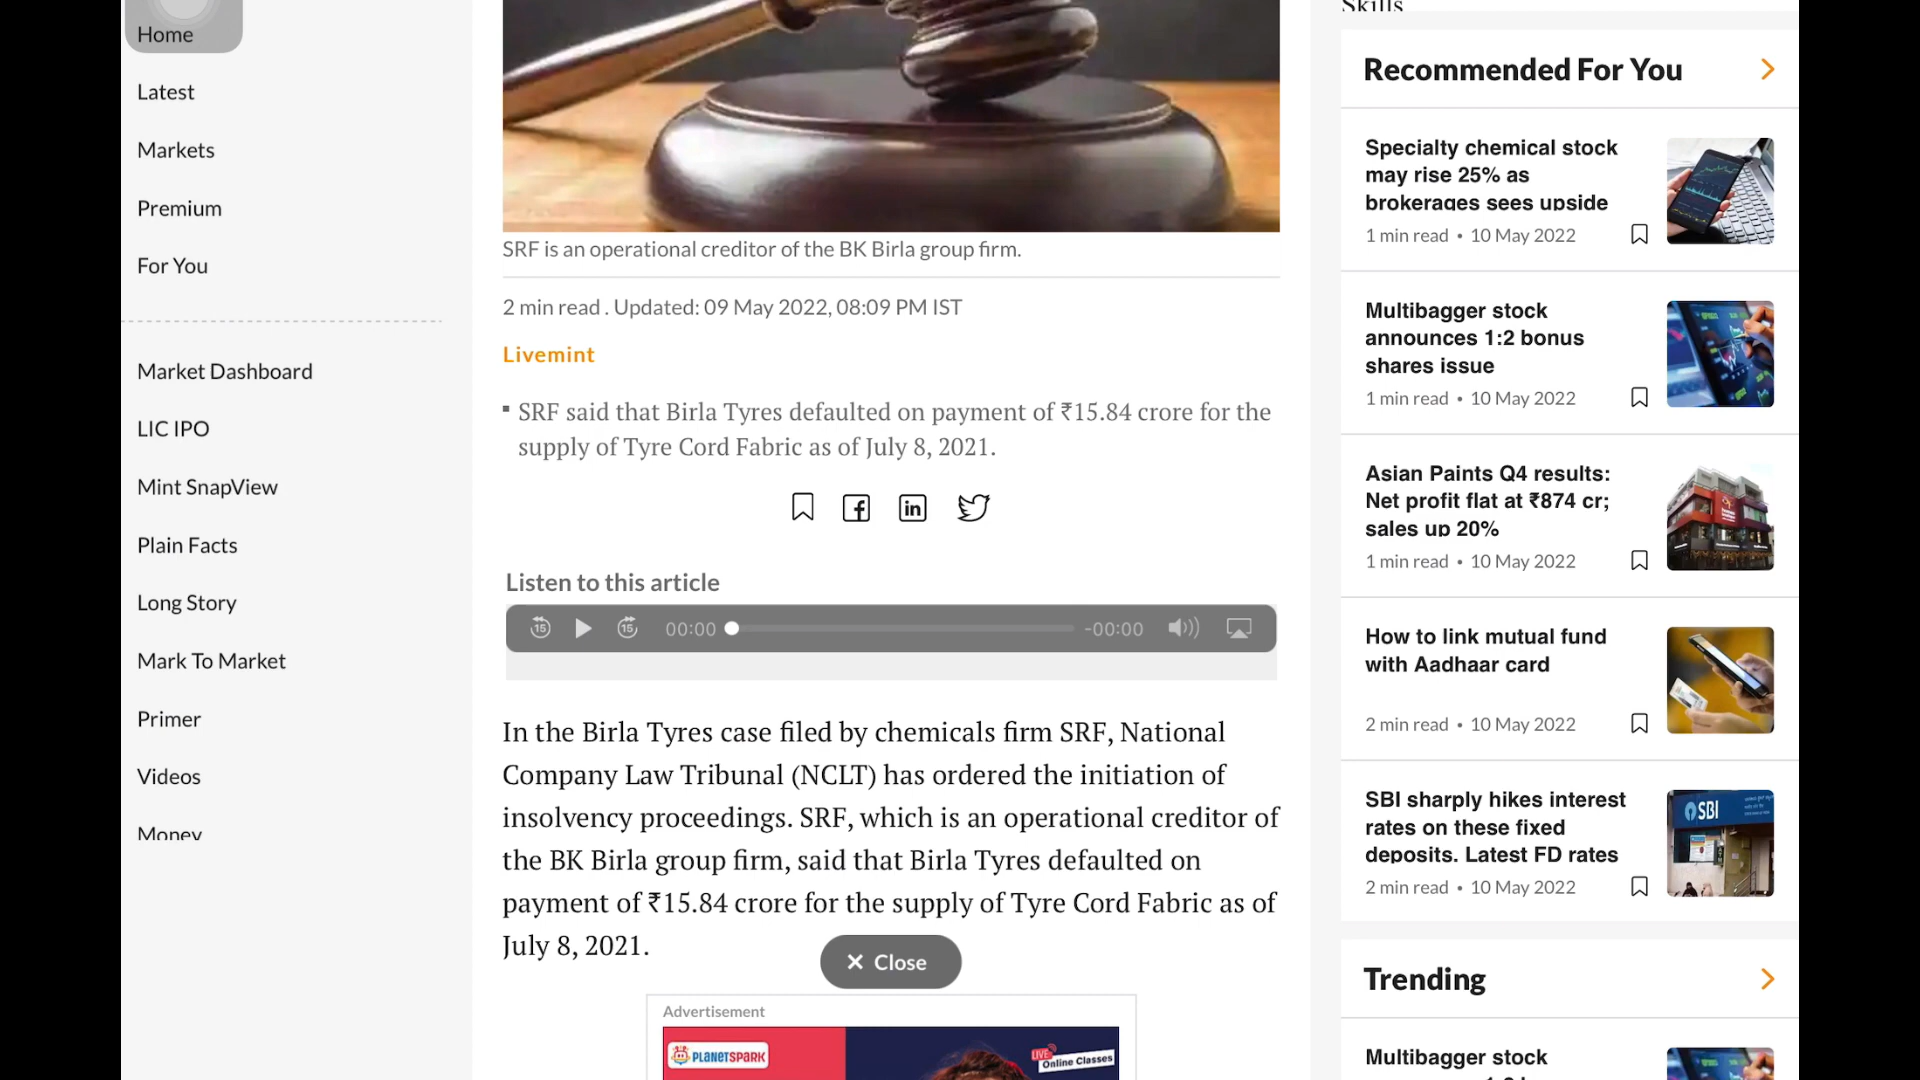 Home
Latest
Markets
Premium
For You
Market Dashboard
LIC IPO
Mint SnapView
Plain Facts
Long Story
Mark To Market
Primer
Videos
Money
SRF is an operational creditor of the BK Birla group firm.
2 min read . Updated: 09 May 2022, 08:09 PM IST
Livemint
▪ SRF said that Birla Tyres defaulted on payment of ₹15.84 crore for the
supply of Tyre Cord Fabric as of July 8, 2021.
Listen to this article
15 15 00:00 -00:00
In the Birla Tyres case filed by chemicals firm SRF, National
Company Law Tribunal (NCLT) has ordered the initiation of
insolvency proceedings. SRF, which is an operational creditor of
the BK Birla group firm, said that Birla Tyres defaulted on
payment of ₹15.84 crore for the supply of Tyre Cord Fabric as of
July 8, 2021.
✕ Close
Advertisement
PLANETSPARK
LIVE
Online Classes
Skills
Recommended For You
Specialty chemical stock
may rise 25% as
brokerages sees upside
1 min read • 10 May 2022
Multibagger stock
announces 1:2 bonus
shares issue
1 min read • 10 May 2022
Asian Paints Q4 results:
Net profit flat at ₹874 cr;
sales up 20%
1 min read • 10 May 2022
How to link mutual fund
with Aadhaar card
2 min read • 10 May 2022
SBI sharply hikes interest
rates on these fixed
deposits. Latest FD rates
2 min read • 10 May 2022
SBI
Trending
Multibagger stock